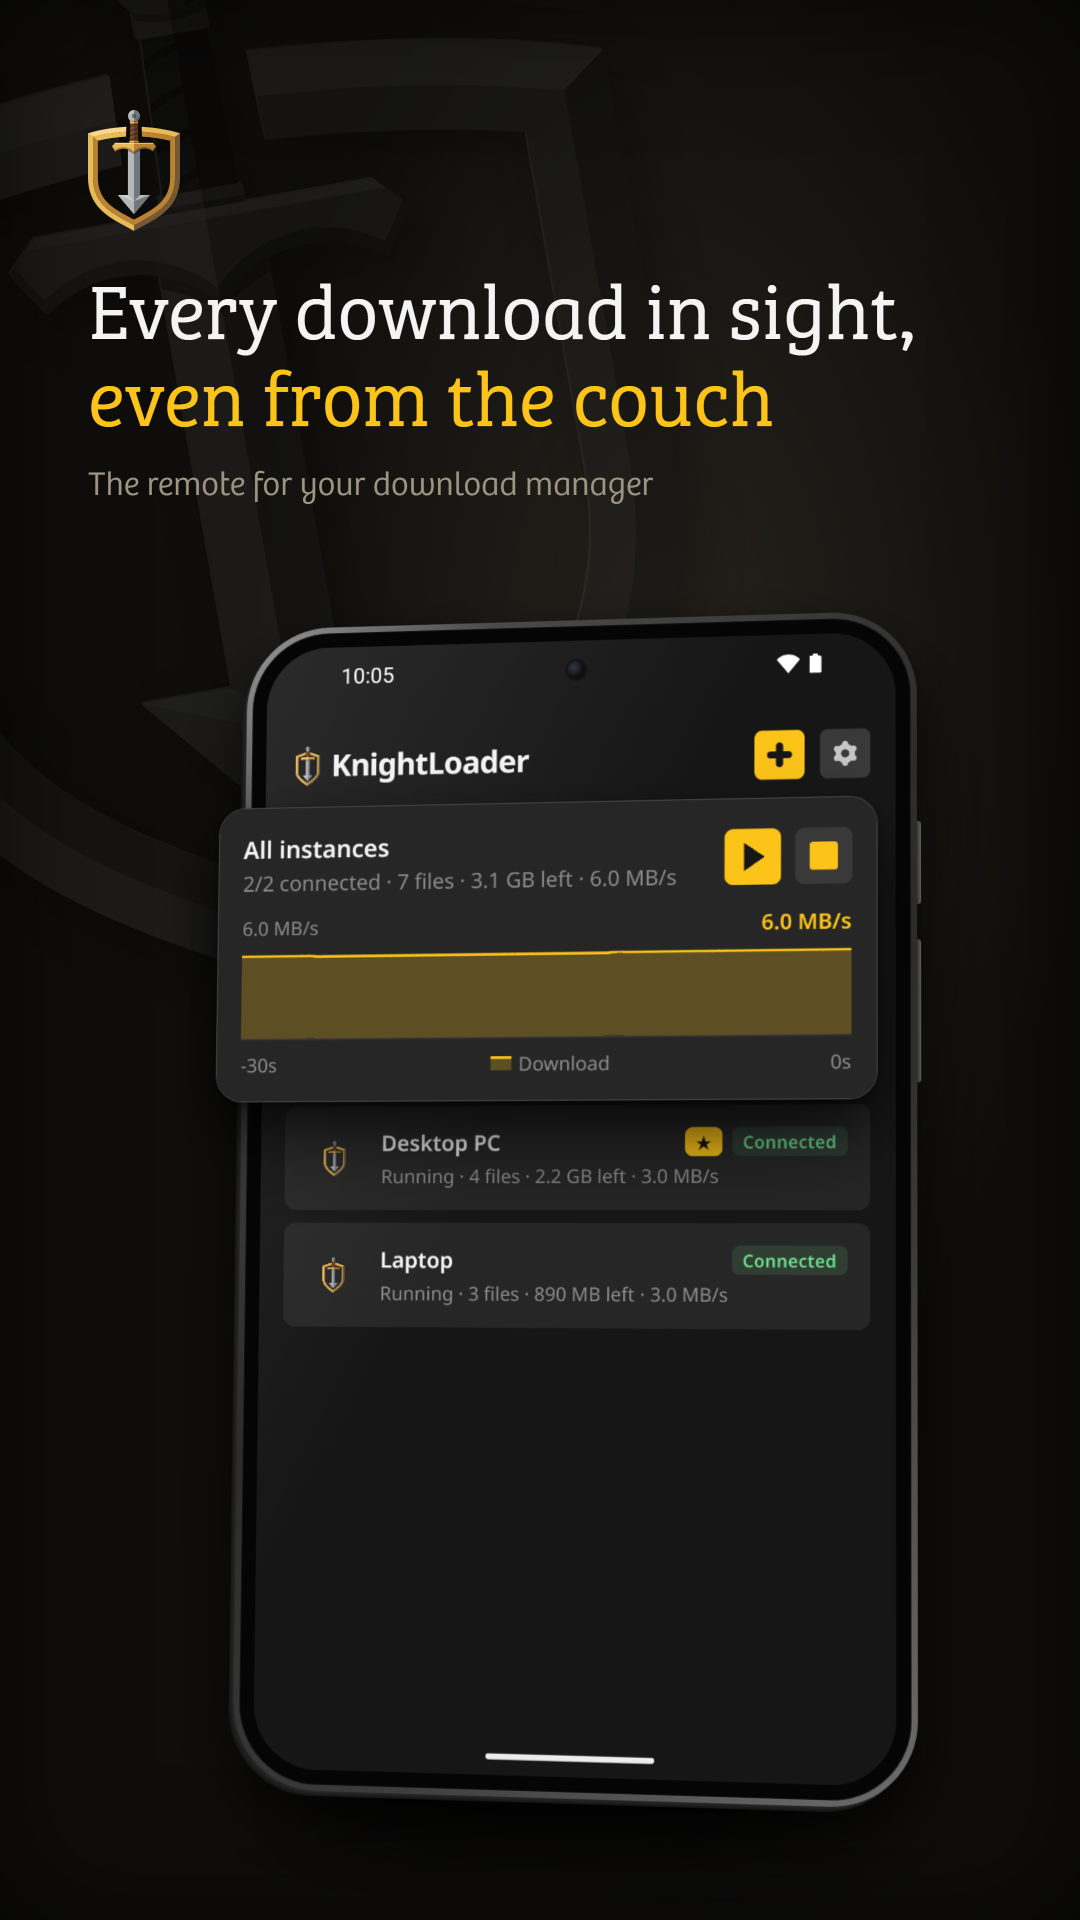 Every download in sight,
even from the couch
The remote for your download manager
10:05
KnightLoader
All instances
2/2 connected · 7 files · 3.1 GB left · 6.0 MB/s
6.0 MB/s
6.0 MB/s
-30s
Download
0s
Desktop PC
Connected
Running · 4 files · 2.2 GB left · 3.0 MB/s
Laptop
Connected
Running · 3 files · 890 MB left · 3.0 MB/s